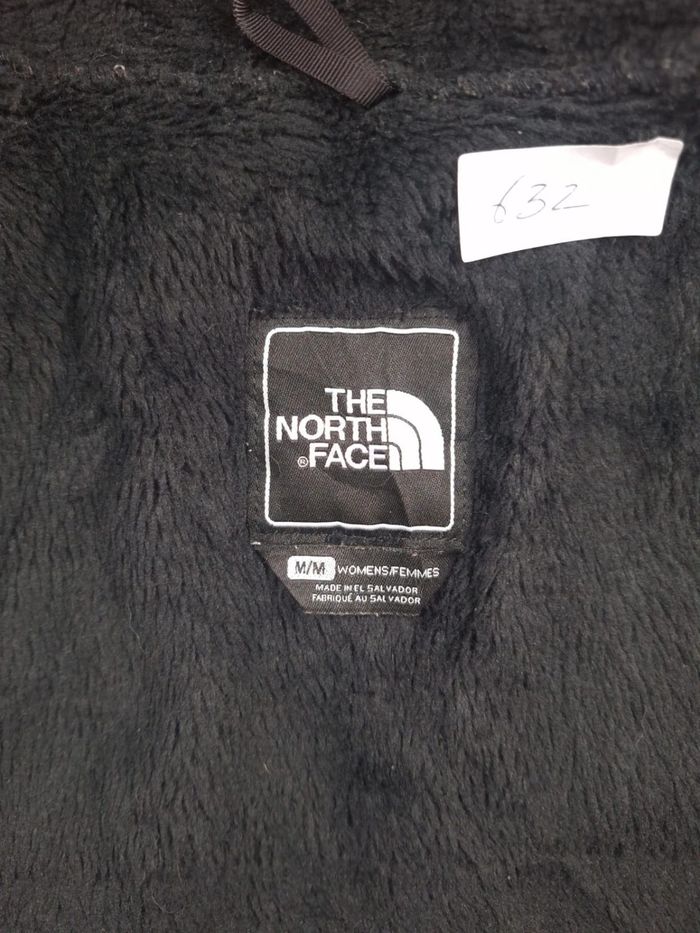 632
THE
NORTH
®FACE
M/M WOMENS/FEMMES
MADE IN EL SALVADOR
FABRIQUÉ AU SALVADOR